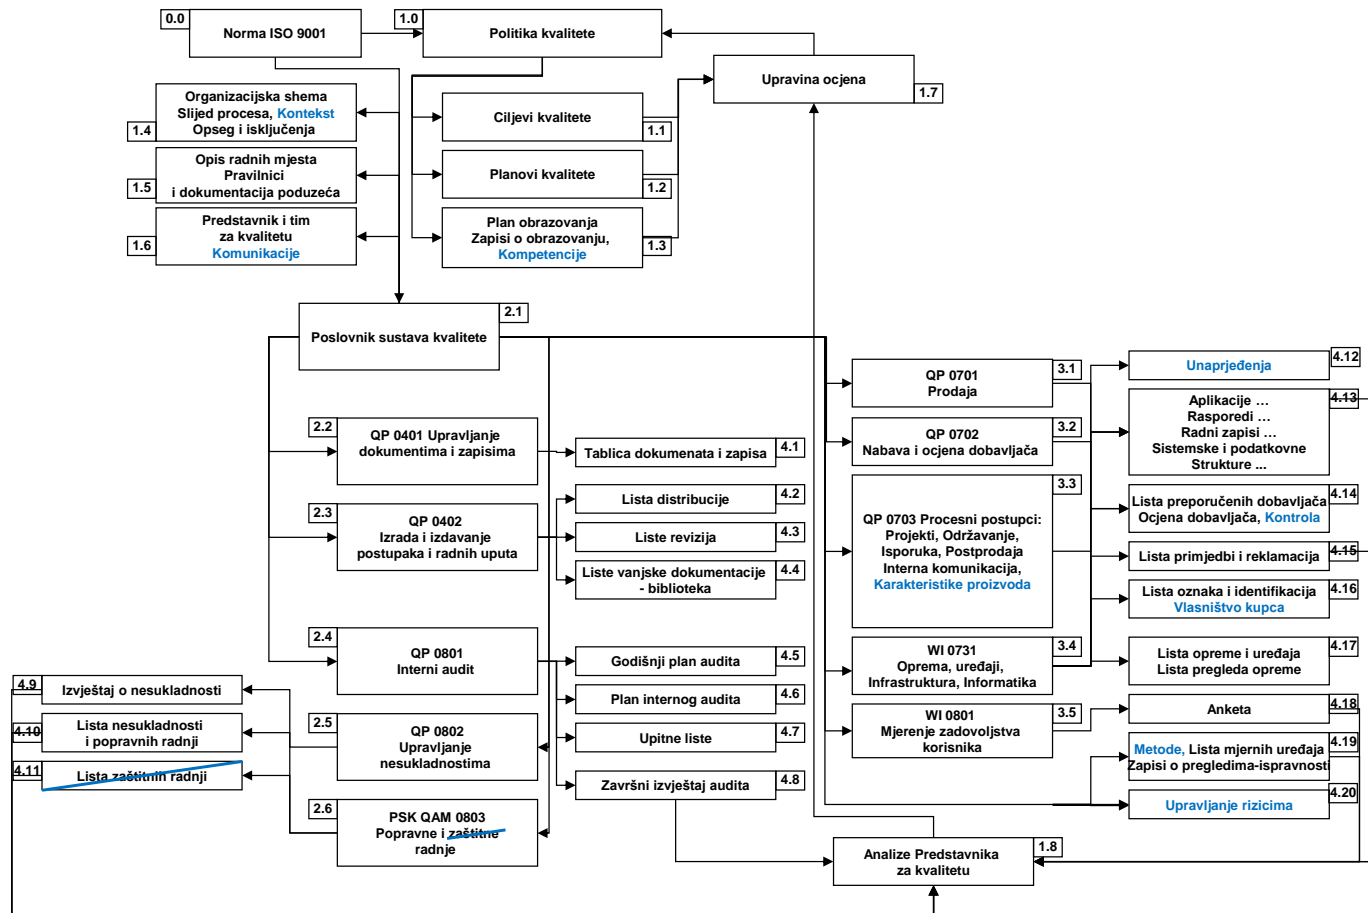 0.0
Norma ISO 9001
1.0
Politika kvalitete
Upravina ocjena
1.7
Organizacijska shema
Slijed procesa, Kontekst
Opseg i isključenja
1.4
Ciljevi kvalitete
1.1
Opis radnih mjesta
Pravilnici
i dokumentacija poduzeća
1.5
Planovi kvalitete
1.2
Predstavnik i tim
za kvalitetu
Komunikacije
1.6
Plan obrazovanja
Zapisi o obrazovanju,
Kompetencije
1.3
2.1
Poslovnik sustava kvalitete
2.2
QP 0401 Upravljanje
dokumentima i zapisima
2.3
QP 0402
Izrada i izdavanje
postupaka i radnih uputa
2.4
QP 0801
Interni audit
2.5
QP 0802
Upravljanje
nesukladnostima
2.6
PSK QAM 0803
Popravne i zaštitne
radnje
4.9
Izvještaj o nesukladnosti
4.10
Lista nesukladnosti
i popravnih radnji
4.11
Lista zaštitnih radnji
Tablica dokumenata i zapisa
4.1
Lista distribucije
4.2
Liste revizija
4.3
Liste vanjske dokumentacije
- biblioteka
4.4
Godišnji plan audita
4.5
Plan internog audita
4.6
Upitne liste
4.7
Završni izvještaj audita
4.8
QP 0701
Prodaja
3.1
QP 0702
Nabava i ocjena dobavljača
3.2
3.3
QP 0703 Procesni postupci:
Projekti, Održavanje,
Isporuka, Postprodaja
Interna komunikacija,
Karakteristike proizvoda
WI 0731
Oprema, uređaji,
Infrastruktura, Informatika
3.4
WI 0801
Mjerenje zadovoljstva
korisnika
3.5
Unaprjeđenja
4.12
Aplikacije …
Rasporedi …
Radni zapisi …
Sistemske i podatkovne
Strukture ...
4.13
Lista preporučenih dobavljača
Ocjena dobavljača, Kontrola
4.14
Lista primjedbi i reklamacija
4.15
Lista oznaka i identifikacija
Vlasništvo kupca
4.16
Lista opreme i uređaja
Lista pregleda opreme
4.17
Anketa
4.18
Metode, Lista mjernih uređaja
Zapisi o pregledima-ispravnosti
4.19
Upravljanje rizicima
4.20
Analize Predstavnika
za kvalitetu
1.8